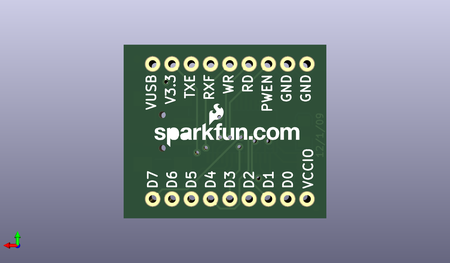 VUSB V3.3 TXE RXF WR RD PWEN GND GND
sparkfun.com
D7 D6 D5 D4 D3 D2 D1 D0 VCCIO